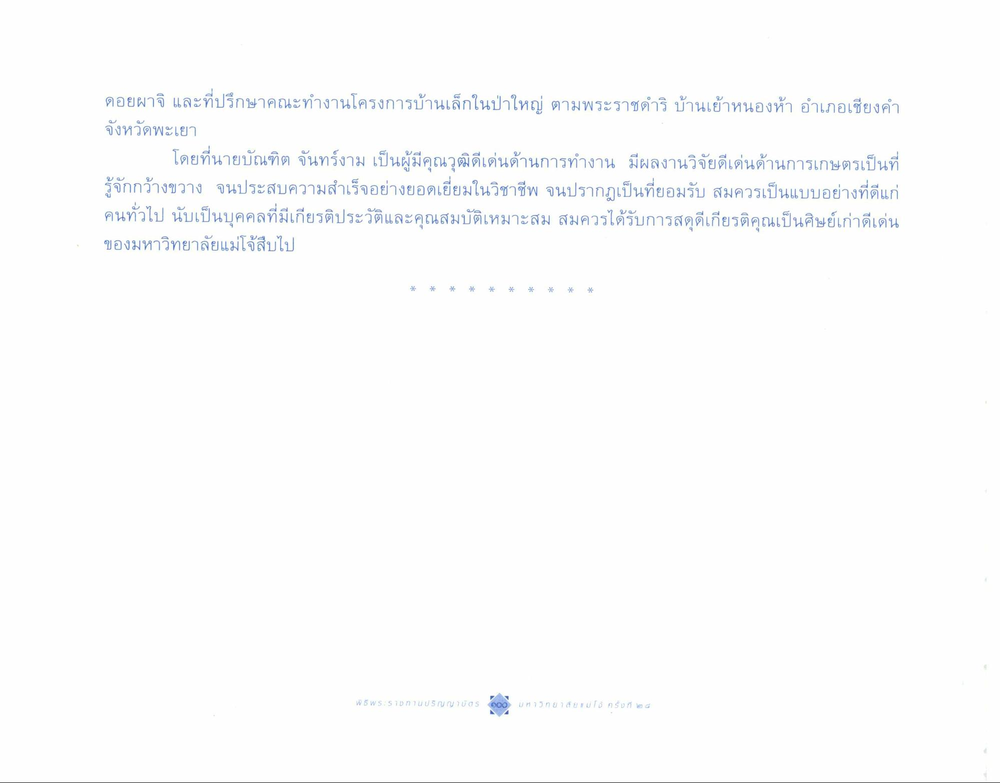 ดอยผาจิ และที่ปรึกษาคณะทำงานโครงการบ้านเล็กในป่าใหญ่ ตามพระราชดำริ บ้านเย้าหนองห้า อำเภอเชียงคำ
จังหวัดพะเยา
โดยที่นายบัณฑิต จันทร์งาม เป็นผู้มีคุณวุฒิดีเด่นด้านการทำงาน มีผลงานวิจัยดีเด่นด้านการเกษตรเป็นที่
รู้จักกว้างขวาง จนประสบความสำเร็จอย่างยอดเยี่ยมในวิชาชีพ จนปรากฏเป็นที่ยอมรับ สมควรเป็นแบบอย่างที่ดีแก่
คนทั่วไป นับเป็นบุคคลที่มีเกียรติประวัติและคุณสมบัติเหมาะสม สมควรได้รับการสดุดีเกียรติคุณเป็นศิษย์เก่าดีเด่น
ของมหาวิทยาลัยแม่โจ้สืบไป
* * * * * * * * * *
พิธีพระราชทานปริญญาบัตร ๑๐๐ มหาวิทยาลัยแม่โจ้ ครั้งที่ ๒๘